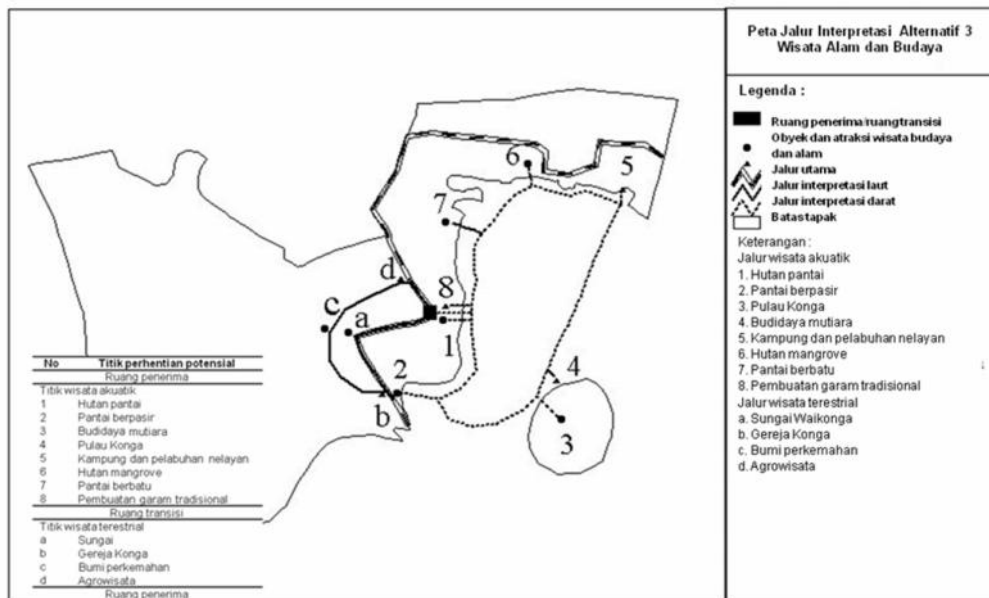 Peta Jalur Interpretasi Alternatif 3
Wisata Alam dan Budaya
Legenda :
Ruang penerima/ruang transisi
Obyek dan atraksi wisata budaya
dan alam
Jalur utama
Jalur interpretasi laut
Jalur interpretasi darat
Batas tapak
Keterangan :
Jalur wisata akuatik
1. Hutan pantai
2. Pantai berpasir
3. Pulau Konga
4. Budidaya mutiara
5. Kampung dan pelabuhan nelayan
6. Hutan mangrove
7. Pantai berbatu
8. Pembuatan garam tradisional
Jalur wisata terestrial
a. Sungai Waikonga
b. Gereja Konga
c. Bumi perkemahan
d. Agrowisata
6
5
7
d
8
c
a
1
2
b
4
3
No Titik perhentian potensial
Ruang penerima
Titik wisata akuatik
1 Hutan pantai
2 Pantai berpasir
3 Budidaya mutiara
4 Pulau Konga
5 Kampung dan pelabuhan nelayan
6 Hutan mangrove
7 Pantai berbatu
8 Pembuatan garam tradisional
Ruang transisi
Titik wisata terestrial
a Sungai
b Gereja Konga
c Bumi perkemahan
d Agrowisata
Ruang penerima